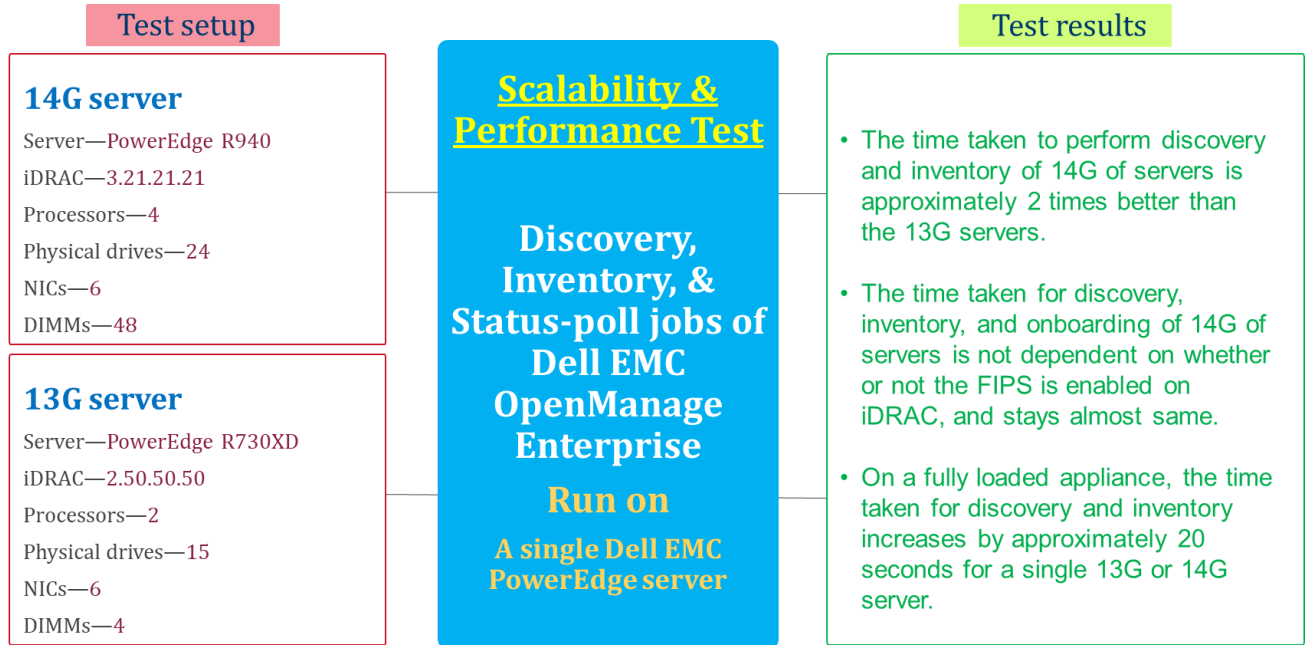 Test setup
14G server
Server—PowerEdge R940
iDRAC—3.21.21.21
Processors—4
Physical drives—24
NICs—6
DIMMs—48
13G server
Server—PowerEdge R730XD
iDRAC—2.50.50.50
Processors—2
Physical drives—15
NICs—6
DIMMs—4
Scalability &
Performance Test
Discovery,
Inventory, &
Status-poll jobs of
Dell EMC
OpenManage
Enterprise
Run on
A single Dell EMC
PowerEdge server
Test results
• The time taken to perform discovery
and inventory of 14G of servers is
approximately 2 times better than
the 13G servers.
• The time taken for discovery,
inventory, and onboarding of 14G of
servers is not dependent on whether
or not the FIPS is enabled on
iDRAC, and stays almost same.
• On a fully loaded appliance, the time
taken for discovery and inventory
increases by approximately 20
seconds for a single 13G or 14G
server.